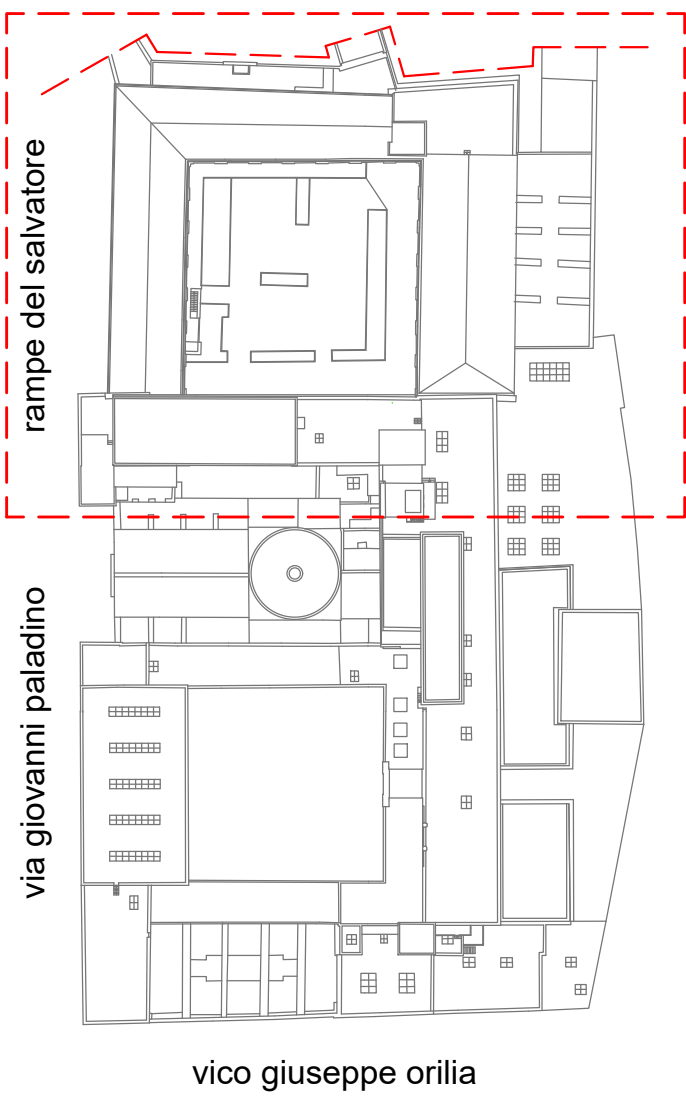 rampe del salvatore
via giovanni paladino
vico giuseppe orilia